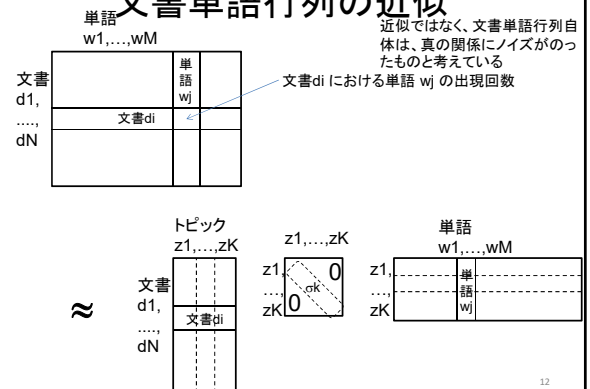 文書単語行列の近似
単語
w1,…,wM
近似ではなく、文書単語行列自
体は、真の関係にノイズがのっ
たものと考えている
文書
d1,
....,
dN
単
語
wj
文書di
文書di における単語 wj の出現回数
≈
トピック
z1,…,zK
文書
d1,
....,
dN
文書di
z1,…,zK
z1,
…,
zK
0
σk
0
単語
w1,…,wM
z1,
…,
zK
単
語
wj
12